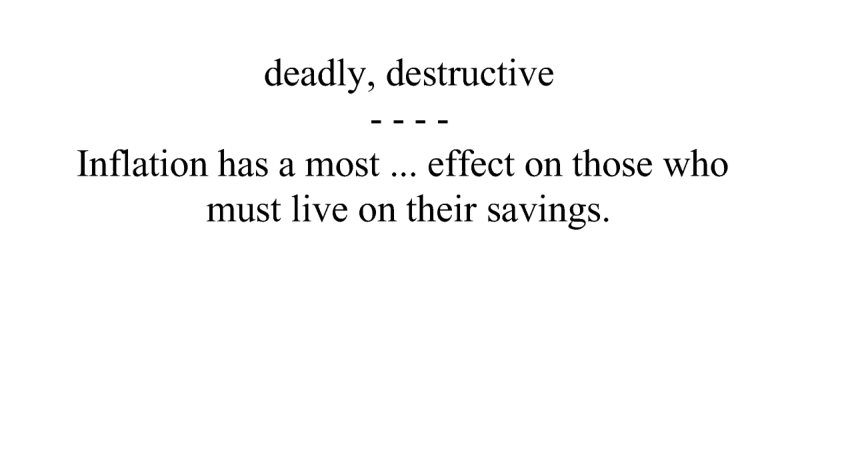 deadly, destructive
- - - -
Inflation has a most ... effect on those who
must live on their savings.